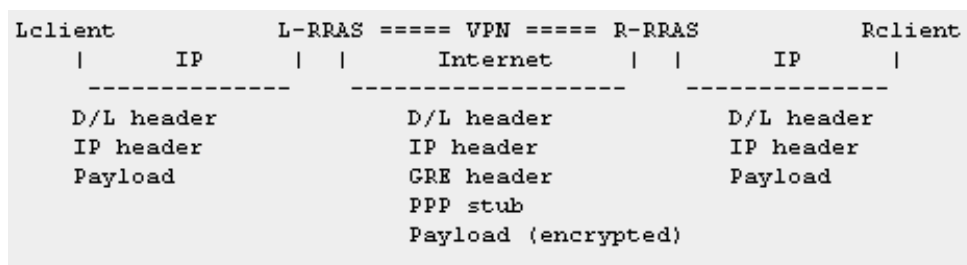 Lclient L-RRAS ===== VPN ===== R-RRAS Rclient
| IP | | Internet | | IP |
-------------- ------------------- --------------
D/L header D/L header D/L header
IP header IP header IP header
Payload GRE header Payload
PPP stub
Payload (encrypted)